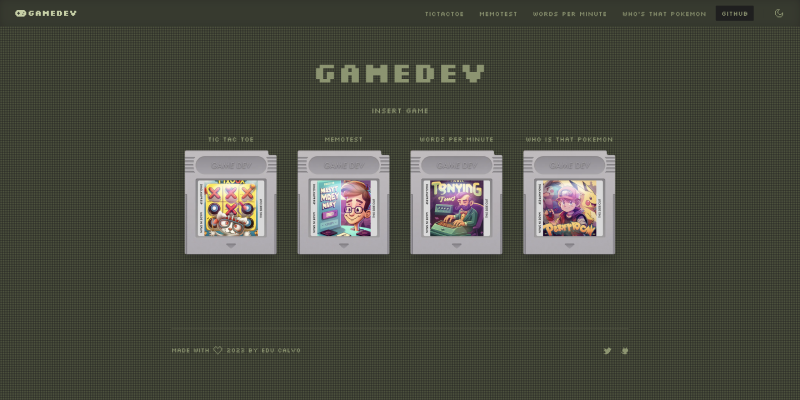 GAMEDEV
TICTACTOE
MEMOTEST
WORDS PER MINUTE
WHO'S THAT POKEMON
GITHUB
GAMEDEV
INSERT GAME
TIC TAC TOE
MEMOTEST
WORDS PER MINUTE
WHO IS THAT POKEMON
GAME DEV
GAME DEV
GAME DEV
GAME DEV
MADE WITH 2023 BY EDU CALVO